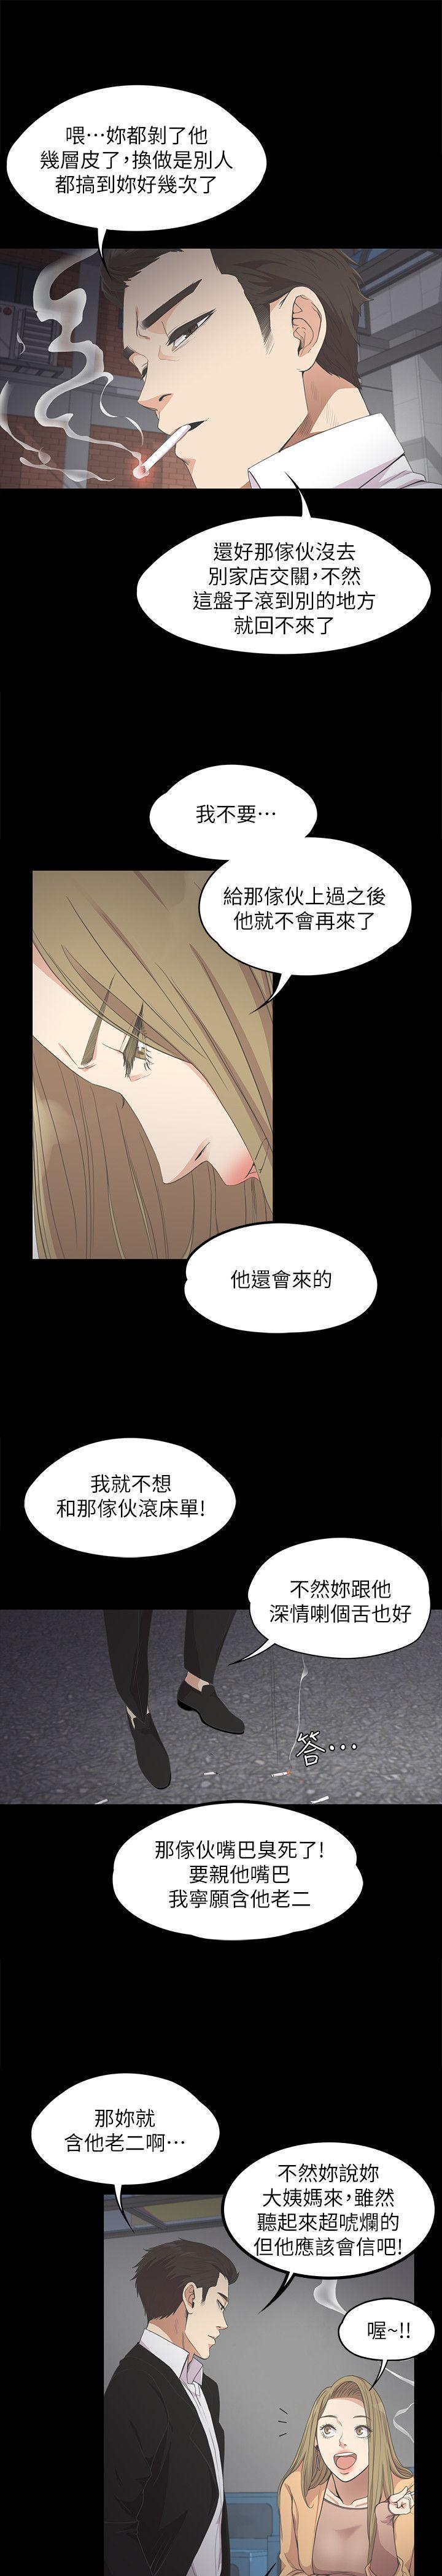 喂⋯妳都剝了他
幾層皮了，換做是別人
都搞到妳好幾次了
還好那傢伙沒去
別家店交關，不然
這盤子滾到別的地方
就回不來了
我不要⋯
給那傢伙上過之後
他就不會再來了
他還會來的
我就不想
和那傢伙滾床單！
不然妳跟他
深情喇個舌也好
答⋯
那傢伙嘴巴臭死了！
要親他嘴巴
我寧願含他老二
那妳就
含他老二啊⋯
不然妳說妳
大姨媽來，雖然
聽起來超唬爛的
但他應該會信吧！
喔~!!